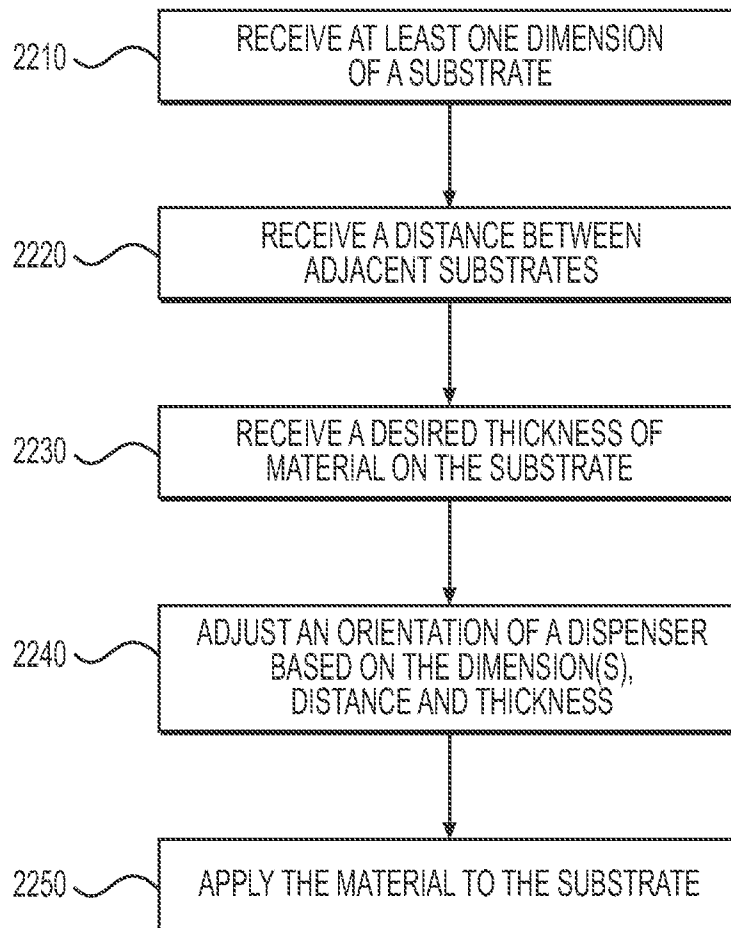 2210
RECEIVE AT LEAST ONE DIMENSION
OF A SUBSTRATE
2220
RECEIVE A DISTANCE BETWEEN
ADJACENT SUBSTRATES
2230
RECEIVE A DESIRED THICKNESS OF
MATERIAL ON THE SUBSTRATE
2240
ADJUST AN ORIENTATION OF A DISPENSER
BASED ON THE DIMENSION(S),
DISTANCE AND THICKNESS
2250
APPLY THE MATERIAL TO THE SUBSTRATE